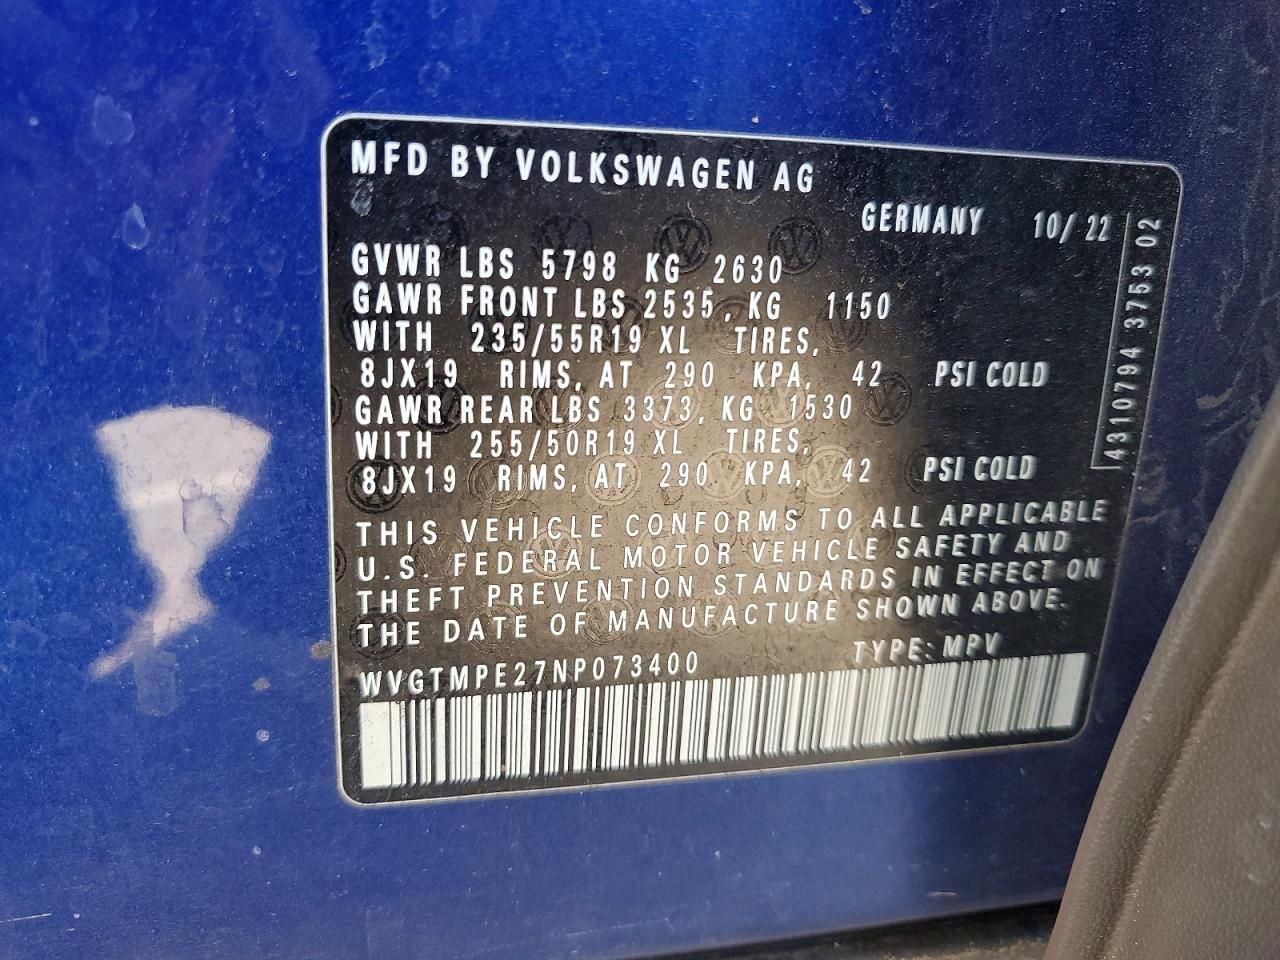 MFD BY VOLKSWAGEN AG
GERMANY 10/ 22
GVWR LBS 5798 KG 2630
GAWR FRONT LBS 2535, KG 1150
WITH 235/55R19 XL TIRES,
8JX19 RIMS, AT 290 KPA, 42 PSI COLD
GAWR REAR LBS 3373, KG 1530
WITH 255/50R19 XL TIRES,
8JX19 RIMS, AT 290 KPA, 42 PSI COLD
THIS VEHICLE CONFORMS TO ALL APPLICABLE
U.S. FEDERAL MOTOR VEHICLE SAFETY AND
THEFT PREVENTION STANDARDS IN EFFECT ON
THE DATE OF MANUFACTURE SHOWN ABOVE.
WVGTMPE27NP073400 TYPE: MPV
4310794 3753 02